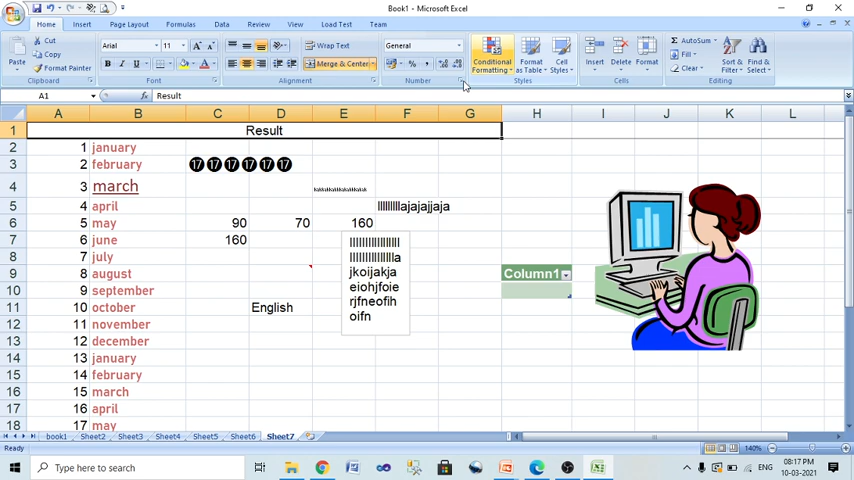 Book1 - Microsoft Excel
Home Insert Page Layout Formulas Data Review View Load Test Team
Cut
Copy
Format Painter
Paste
Clipboard
Arial 11
B I U
Font
Wrap Text
Merge & Center
Alignment
General
%
Number
Conditional Formatting
Format as Table
Cell Styles
Styles
Insert Delete Format
Cells
AutoSum
Fill
Clear
Sort & Filter
Find & Select
Editing
A1 Result
A B C D E F G H I J K L
1 Result
2 1 january
3 2 february 17 17 17 17 17 17
4 3 march
5 4 april
6 5 may 90 70 160
7 6 june 160
8 7 july
9 8 august Column1
10 9 september
11 10 october English
12 11 november
13 12 december
14 13 january
15 14 february
16 15 march
17 16 april
18 17 may
jkoijakja
eiohjfoie
rjfneofih
oifn
book1 Sheet2 Sheet3 Sheet4 Sheet5 Sheet6 Sheet7
Ready 140%
Type here to search
ENG
08:17 PM
10-03-2021